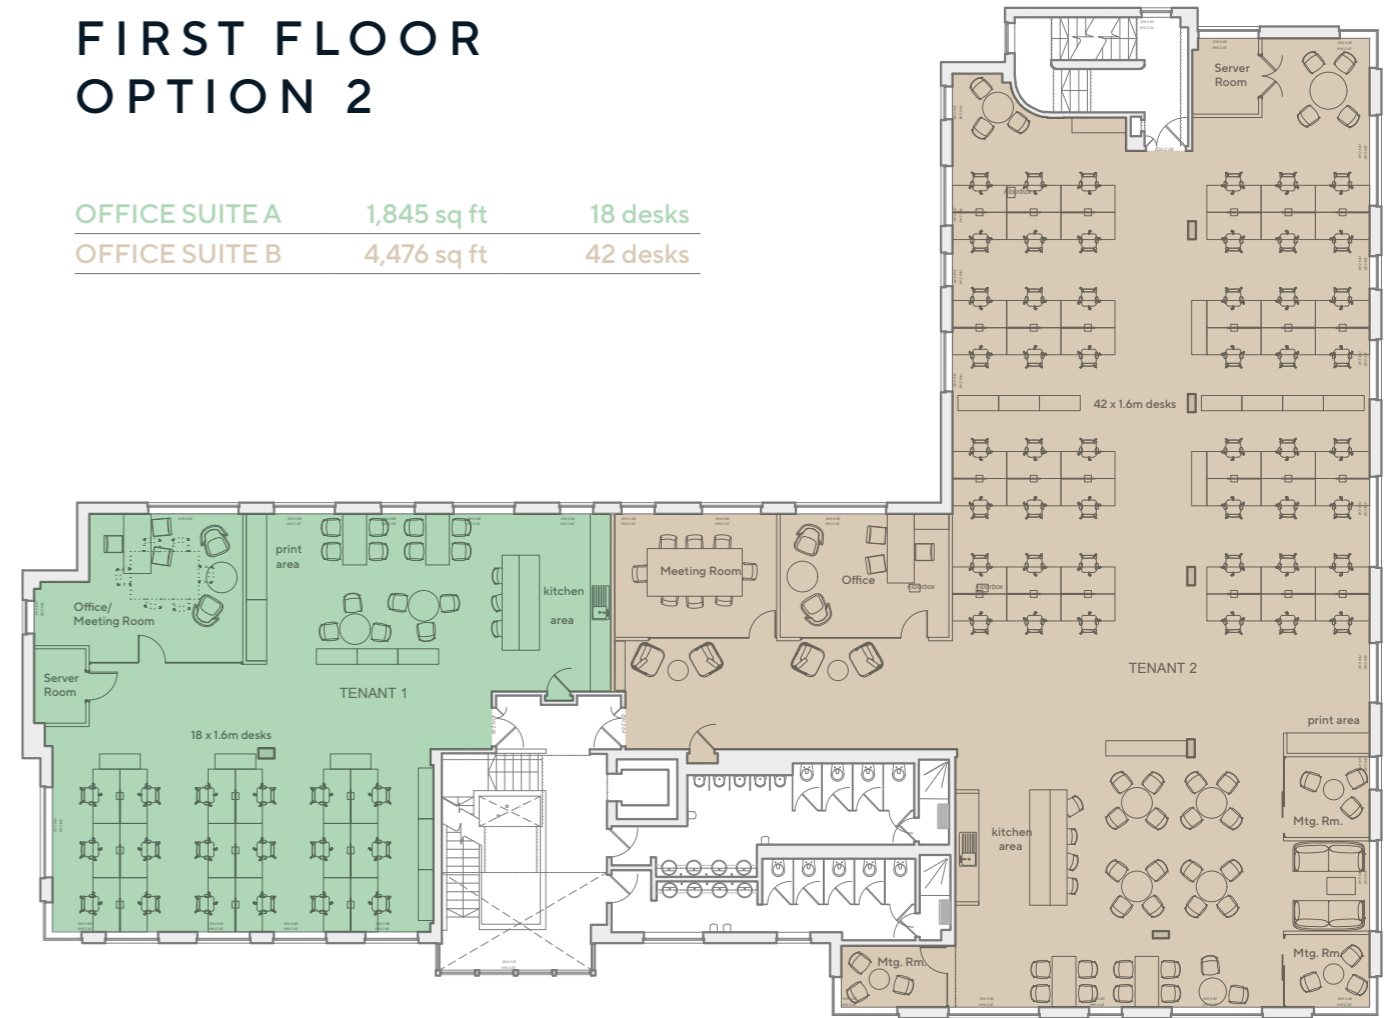 FIRST FLOOR
OPTION 2
OFFICE SUITE A 1,845 sq ft 18 desks
OFFICE SUITE B 4,476 sq ft 42 desks
Server
Room
Floorbox
42 x 1.6m desks
print
area
Office/
Meeting Room
kitchen
area
Meeting Room
Office
Floorbox
Floorbox
Server
Room
TENANT 1
TENANT 2
18 x 1.6m desks
print area
Mtg. Rm.
kitchen
area
Mtg. Rm.
Mtg. Rm.